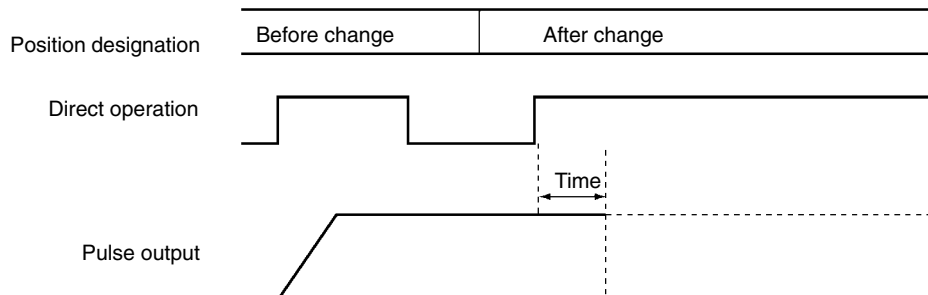 Position designation
Before change
After change
Direct operation
Time
Pulse output